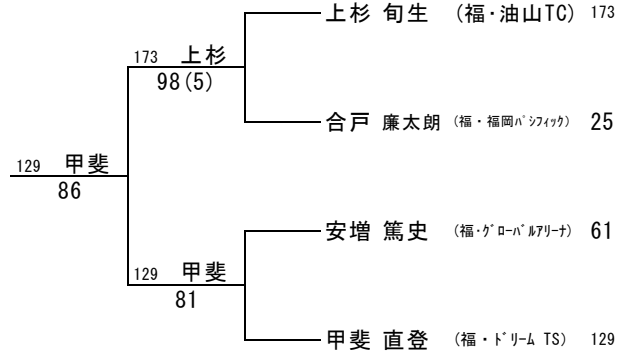 上杉 旬生 (福・油山TC) 173
173 上杉
98(5)
合戸 廉太朗 (福・福岡ﾊﾟｼﾌｨｯｸ) 25
129 甲斐
86
安増 篤史 (福・ｸﾞﾛｰﾊﾞﾙｱﾘｰﾅ) 61
129 甲斐
81
甲斐 直登 (福・ﾄﾞﾘｰﾑ TS) 129